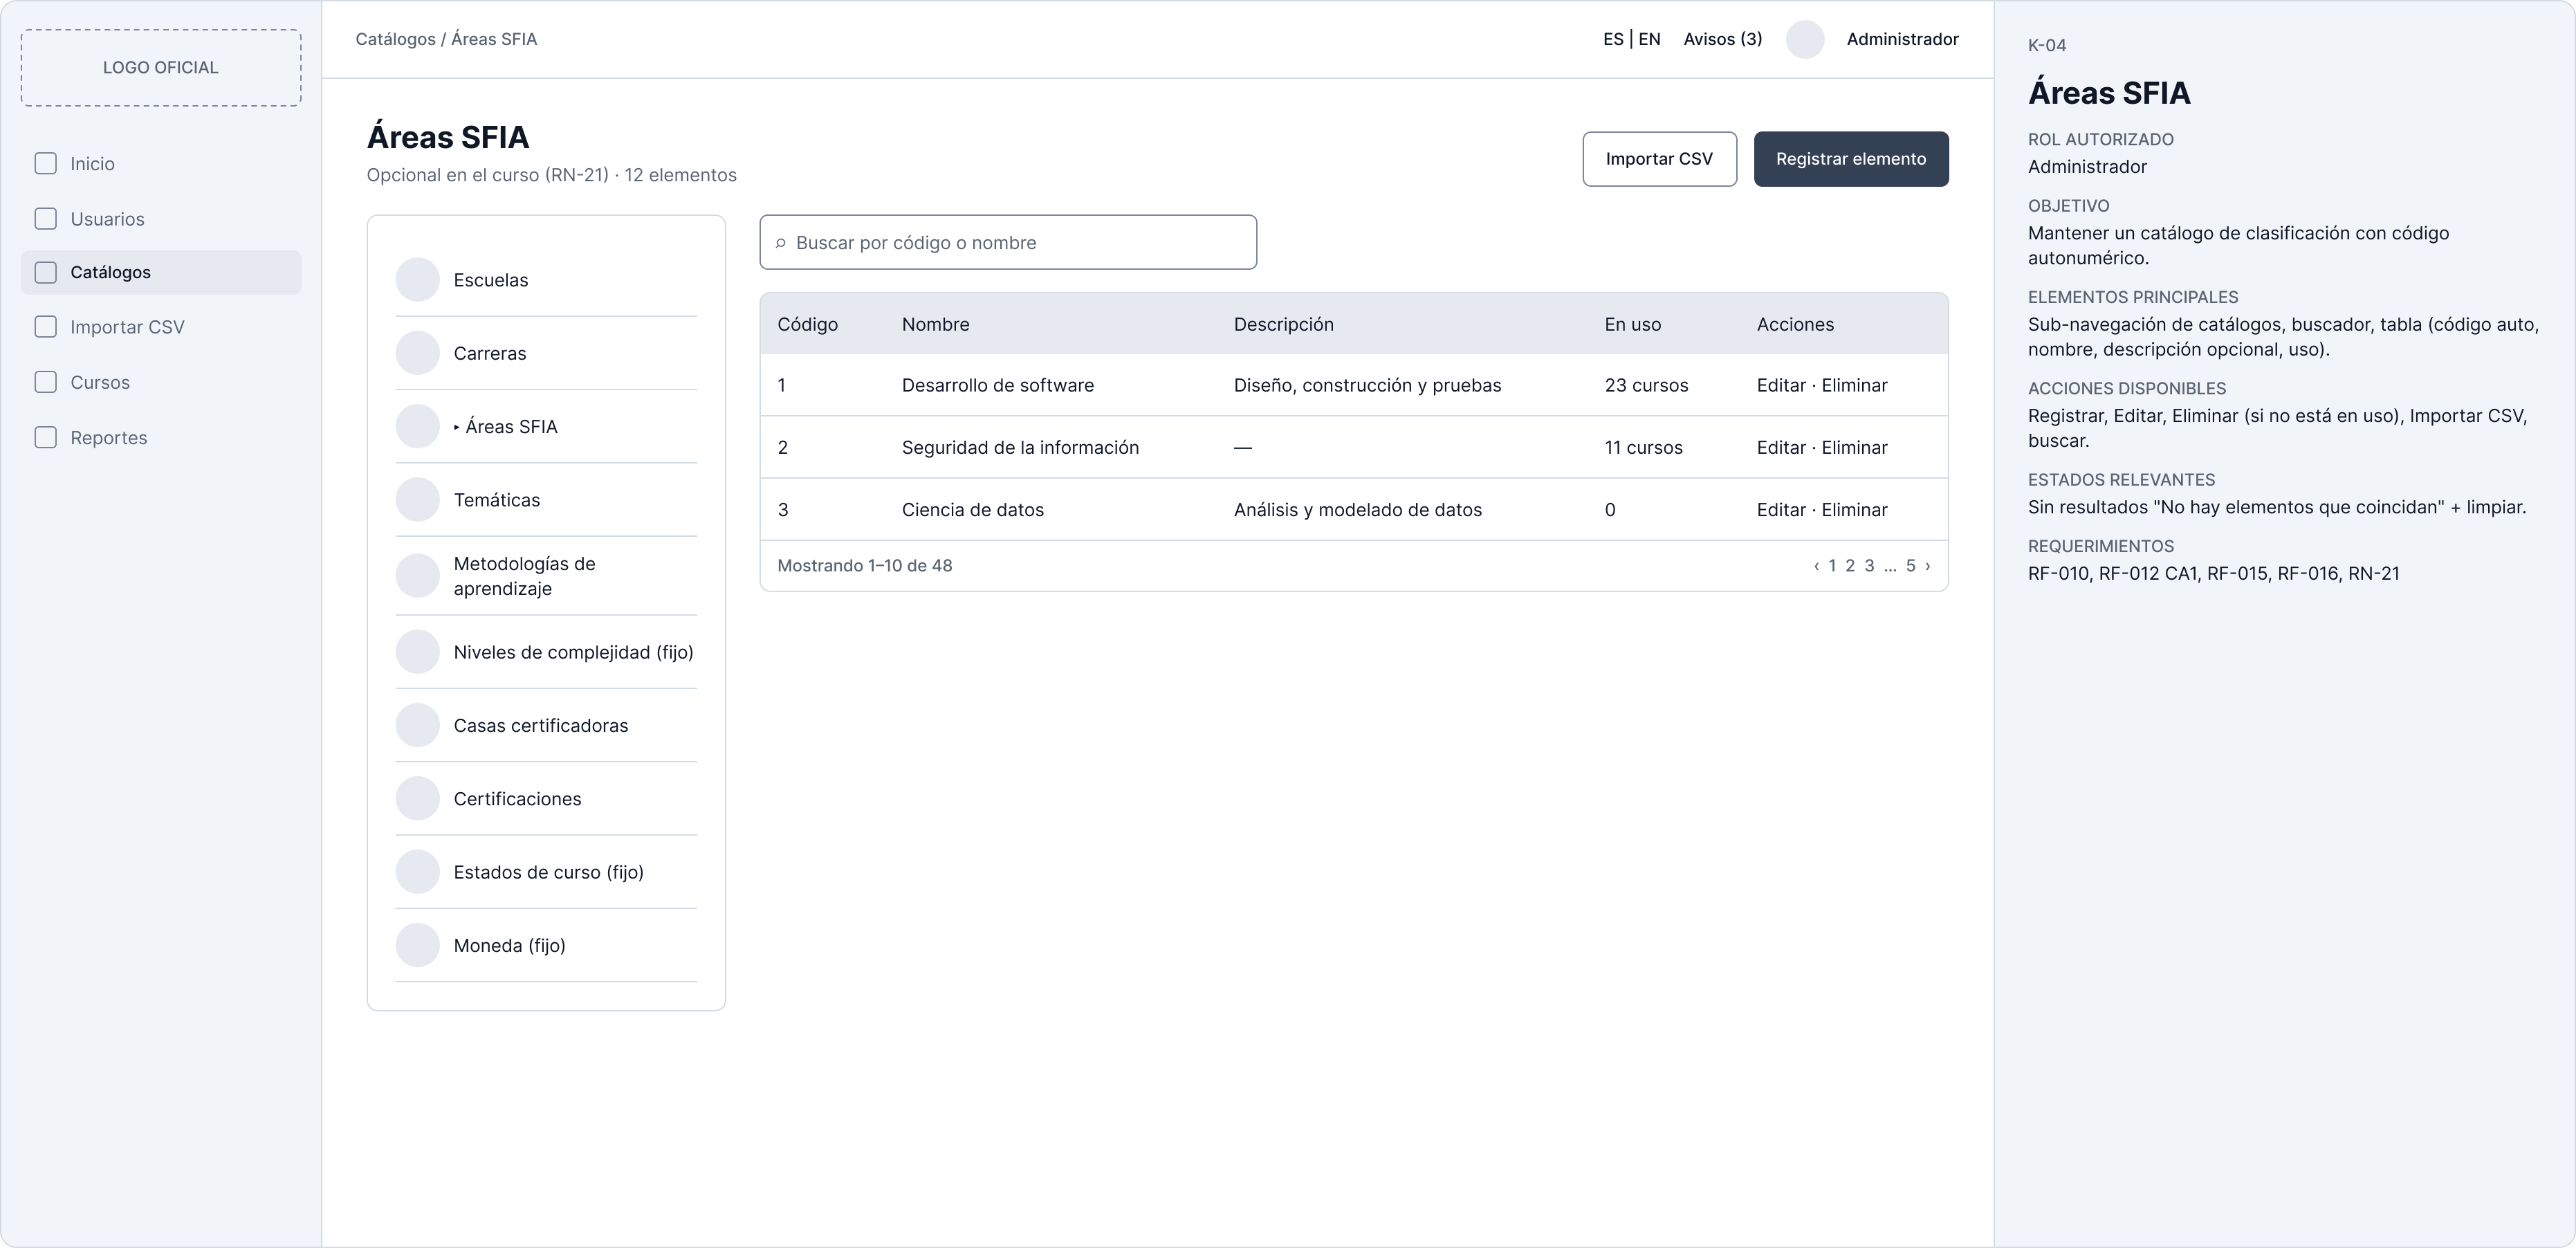 LOGO OFICIAL
Inicio
Usuarios
Catálogos
Importar CSV
Cursos
Reportes
Catálogos / Áreas SFIA
ES | EN
Avisos (3)
Administrador
Áreas SFIA
Opcional en el curso (RN-21) · 12 elementos
Importar CSV
Registrar elemento
Escuelas
Carreras
▸ Áreas SFIA
Temáticas
Metodologías de
aprendizaje
Niveles de complejidad (fijo)
Casas certificadoras
Certificaciones
Estados de curso (fijo)
Moneda (fijo)
⌕ Buscar por código o nombre
Código Nombre Descripción En uso Acciones
1 Desarrollo de software Diseño, construcción y pruebas 23 cursos Editar · Eliminar
2 Seguridad de la información — 11 cursos Editar · Eliminar
3 Ciencia de datos Análisis y modelado de datos 0 Editar · Eliminar
Mostrando 1–10 de 48 ‹ 1 2 3 … 5 ›
K-04
Áreas SFIA
ROL AUTORIZADO
Administrador
OBJETIVO
Mantener un catálogo de clasificación con código
autonumérico.
ELEMENTOS PRINCIPALES
Sub-navegación de catálogos, buscador, tabla (código auto,
nombre, descripción opcional, uso).
ACCIONES DISPONIBLES
Registrar, Editar, Eliminar (si no está en uso), Importar CSV,
buscar.
ESTADOS RELEVANTES
Sin resultados "No hay elementos que coincidan" + limpiar.
REQUERIMIENTOS
RF-010, RF-012 CA1, RF-015, RF-016, RN-21